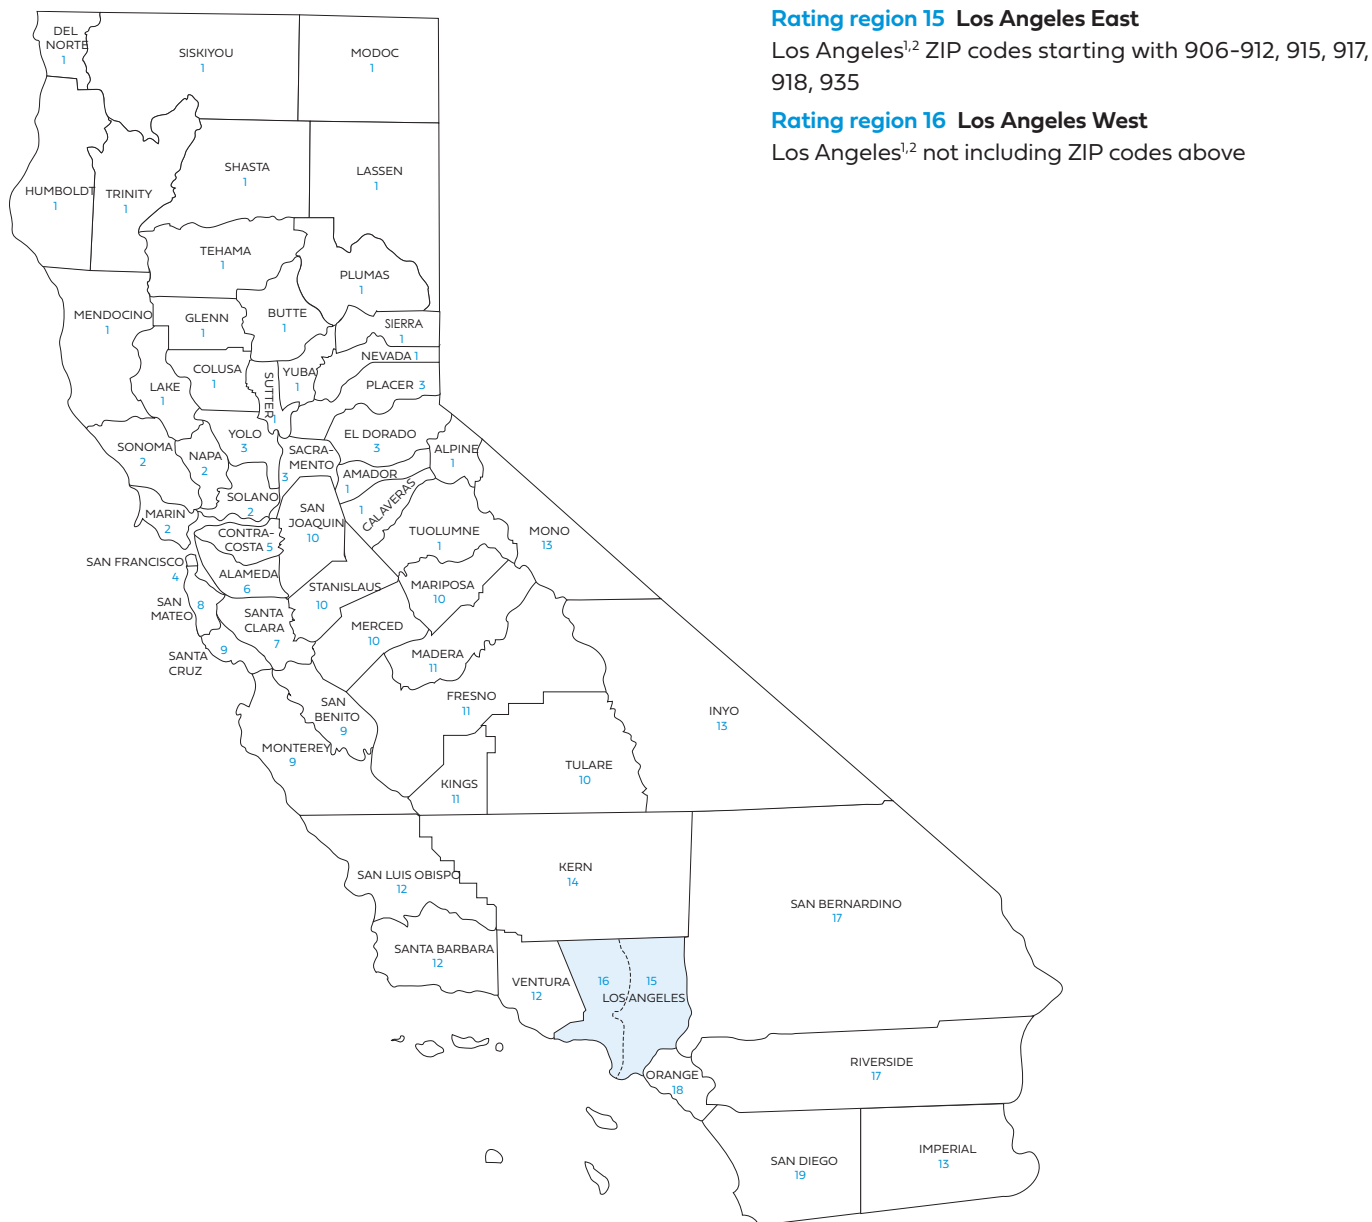 Rating region 15 Los Angeles East
Los Angeles1,2 ZIP codes starting with 906-912, 915, 917,
918, 935
Rating region 16 Los Angeles West
Los Angeles1,2 not including ZIP codes above
DEL
NORTE
1
SISKIYOU
1
MODOC
1
HUMBOLDT
1
TRINITY
1
SHASTA
1
LASSEN
1
TEHAMA
1
PLUMAS
1
MENDOCINO
1
GLENN
1
BUTTE
1
SIERRA
1
NEVADA 1
LAKE
1
COLUSA
1
SUTTER
1
YUBA
1
PLACER 3
SONOMA
2
NAPA
2
YOLO
3
SACRA-
MENTO
3
EL DORADO
3
ALPINE
1
AMADOR
1
CALAVERAS
1
SOLANO
2
MARIN
2
SAN
JOAQUIN
10
CONTRA-
COSTA 5
TUOLUMNE
1
MONO
13
SAN FRANCISCO
4
ALAMEDA
6
STANISLAUS
10
MARIPOSA
10
SAN
MATEO
8
SANTA
CLARA
7
MERCED
10
SANTA
CRUZ
9
MADERA
11
SAN
BENITO
9
FRESNO
11
INYO
13
MONTEREY
9
KINGS
11
TULARE
10
SAN LUIS OBISPO
12
KERN
14
SAN BERNARDINO
17
SANTA BARBARA
12
VENTURA
12
16
15
LOS ANGELES
ORANGE
18
RIVERSIDE
17
SAN DIEGO
19
IMPERIAL
13